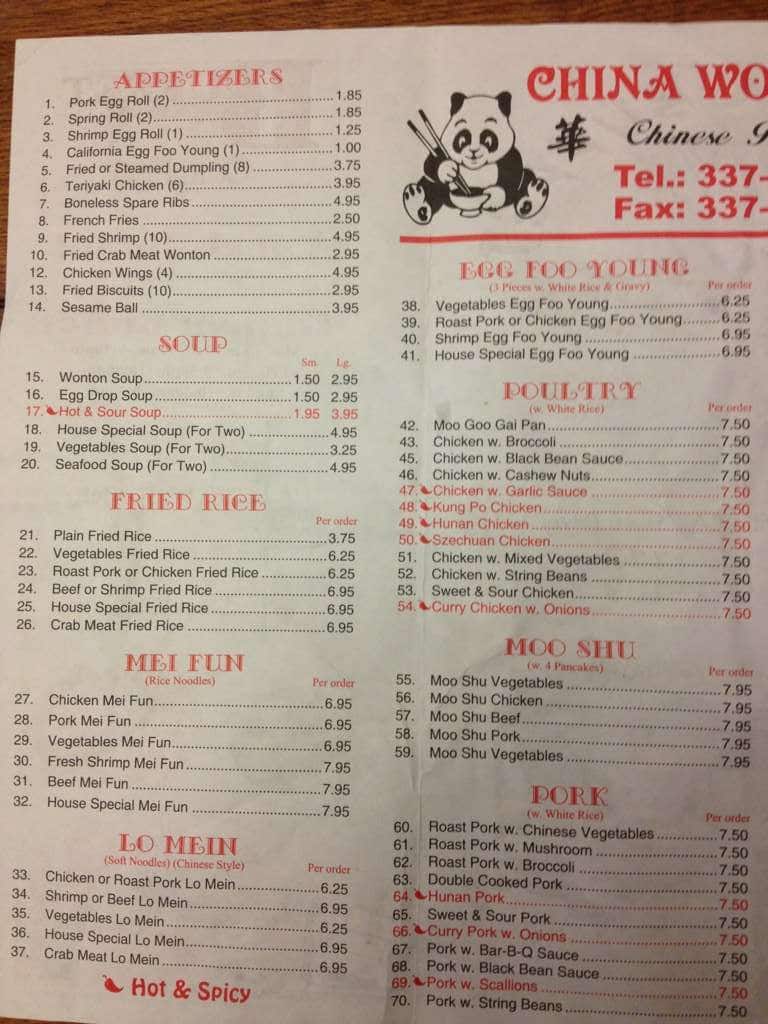 APPETIZERS
1. Pork Egg Roll (2) 1.85
2. Spring Roll (2) 1.85
3. Shrimp Egg Roll (1) 1.25
4. California Egg Foo Young (1) 1.00
5. Fried or Steamed Dumpling (8) 3.75
6. Teriyaki Chicken (6) 3.95
7. Boneless Spare Ribs 4.95
8. French Fries 2.50
9. Fried Shrimp (10) 4.95
10. Fried Crab Meat Wonton 2.95
12. Chicken Wings (4) 4.95
13. Fried Biscuits (10) 2.95
14. Sesame Ball 3.95
SOUP
Sm. Lg.
15. Wonton Soup 1.50 2.95
16. Egg Drop Soup 1.50 2.95
17. Hot & Sour Soup 1.95 3.95
18. House Special Soup (For Two) 4.95
19. Vegetables Soup (For Two) 3.25
20. Seafood Soup (For Two) 4.95
FRIED RICE
Per order
21. Plain Fried Rice 3.75
22. Vegetables Fried Rice 6.25
23. Roast Pork or Chicken Fried Rice 6.25
24. Beef or Shrimp Fried Rice 6.95
25. House Special Fried Rice 6.95
26. Crab Meat Fried Rice 6.95
MEI FUN
(Rice Noodles) Per order
27. Chicken Mei Fun 6.95
28. Pork Mei Fun 6.95
29. Vegetables Mei Fun 6.95
30. Fresh Shrimp Mei Fun 7.95
31. Beef Mei Fun 7.95
32. House Special Mei Fun 7.95
LO MEIN
(Soft Noodles) (Chinese Style) Per order
33. Chicken or Roast Pork Lo Mein 6.25
34. Shrimp or Beef Lo Mein 6.95
35. Vegetables Lo Mein 6.25
36. House Special Lo Mein 6.95
37. Crab Meat Lo Mein 6.95
Hot & Spicy
CHINA WO
華 Chinese
Tel.: 337-
Fax: 337-
EGG FOO YOUNG
(3 Pieces w. White Rice & Gravy) Per order
38. Vegetables Egg Foo Young 6.25
39. Roast Pork or Chicken Egg Foo Young 6.25
40. Shrimp Egg Foo Young 6.95
41. House Special Egg Foo Young 6.95
POULTRY
(w. White Rice) Per order
42. Moo Goo Gai Pan 7.50
43. Chicken w. Broccoli 7.50
45. Chicken w. Black Bean Sauce 7.50
46. Chicken w. Cashew Nuts 7.50
47. Chicken w. Garlic Sauce 7.50
48. Kung Po Chicken 7.50
49. Hunan Chicken 7.50
50. Szechuan Chicken 7.50
51. Chicken w. Mixed Vegetables 7.50
52. Chicken w. String Beans 7.50
53. Sweet & Sour Chicken 7.50
54. Curry Chicken w. Onions 7.50
MOO SHU
(w. 4 Pancakes) Per order
55. Moo Shu Vegetables 7.95
56. Moo Shu Chicken 7.95
57. Moo Shu Beef 7.95
58. Moo Shu Pork 7.95
59. Moo Shu Vegetables 7.95
PORK
(w. White Rice) Per order
60. Roast Pork w. Chinese Vegetables 7.50
61. Roast Pork w. Mushroom 7.50
62. Roast Pork w. Broccoli 7.50
63. Double Cooked Pork 7.50
64. Hunan Pork 7.50
65. Sweet & Sour Pork 7.50
66. Curry Pork w. Onions 7.50
67. Pork w. Bar-B-Q Sauce 7.50
68. Pork w. Black Bean Sauce 7.50
69. Pork w. Scallions 7.50
70. Pork w. String Beans 7.50